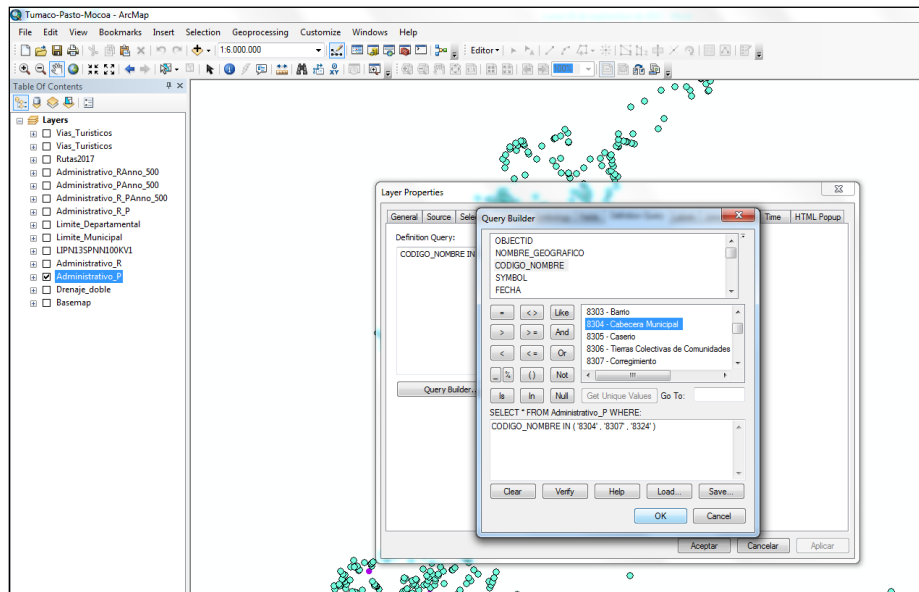 Tumaco-Pasto-Mocoa - ArcMap
File Edit View Bookmarks Insert Selection Geoprocessing Customize Windows Help
1:6.000.000
Editor
100%
Table Of Contents
Layers
Vias_Turisticos
Vias_Turisticos
Rutas2017
Administrativo_RAnno_500
Administrativo_PAnno_500
Administrativo_R_PAnno_500
Administrativo_R_P
Limite_Departamental
Limite_Municipal
LIPN13SPNN100KV1
Administrativo_R
Administrativo_P
Drenaje_doble
Basemap
Layer Properties
General Source Sele Time HTML Popup
Definition Query:
CODIGO_NOMBRE IN
Query Builder...
Query Builder
OBJECTID
NOMBRE_GEOGRAFICO
CODIGO_NOMBRE
SYMBOL
FECHA
= <> Like
> >= And
< <= Or
_ % () Not
Is In Null
8303 - Barrio
8304 - Cabecera Municipal
8305 - Caserio
8306 - Tierras Colectivas de Comunidades
8307 - Corregimiento
Get Unique Values Go To:
SELECT * FROM Administrativo_P WHERE:
CODIGO_NOMBRE IN ( '8304' , '8307' , '8324' )
Clear Verify Help Load... Save...
OK Cancel
Aceptar Cancelar Aplicar